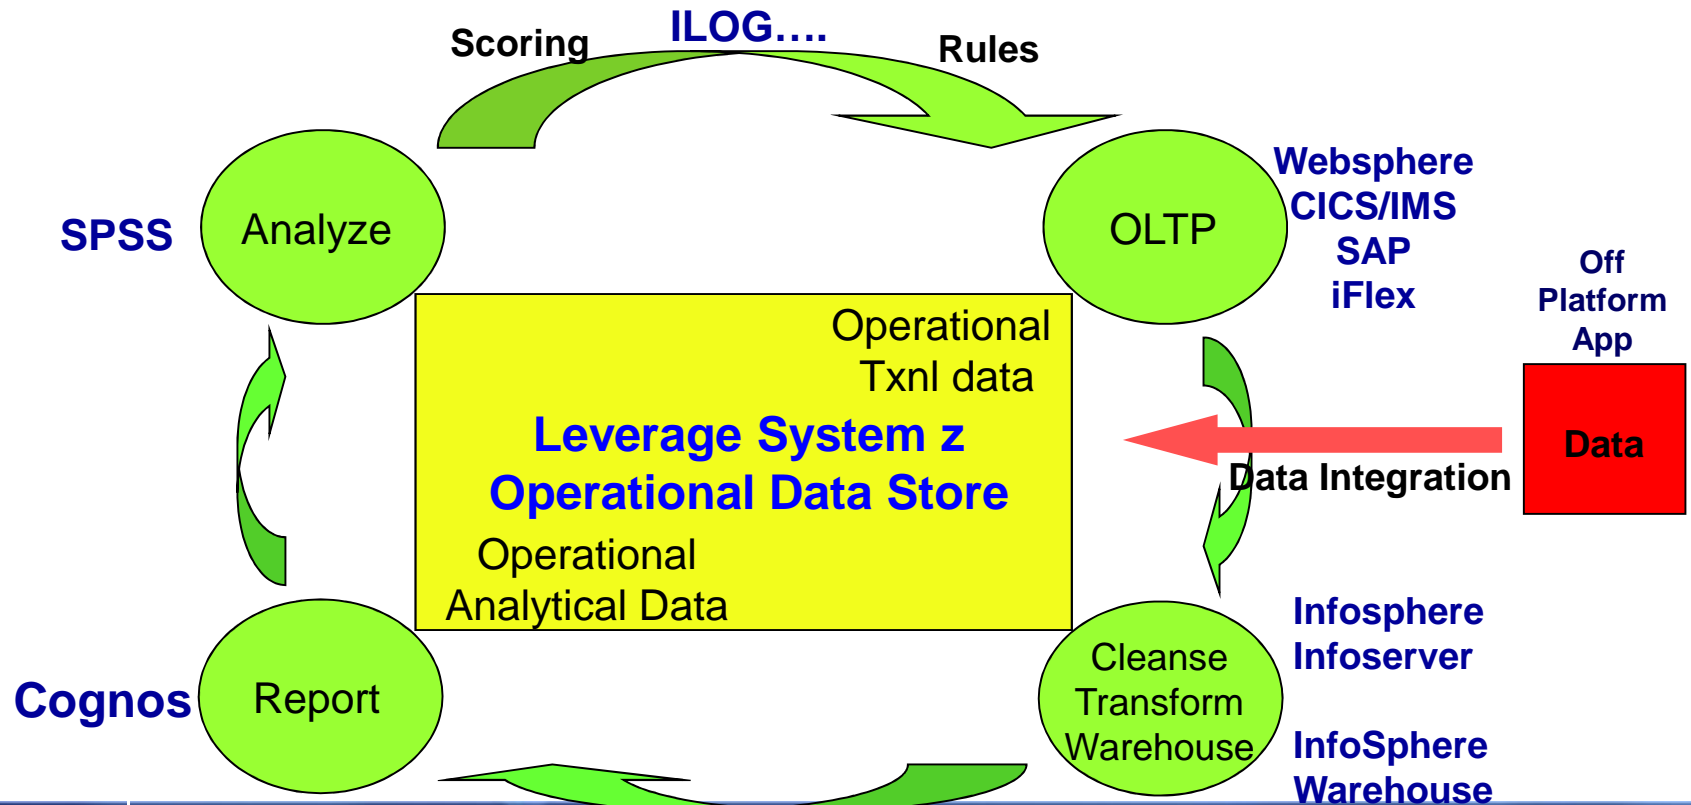 ILOG....
Scoring
Rules
SPSS
Analyze
OLTP
Websphere
CICS/IMS
SAP
iFlex
Off
Platform
App
Data
Data Integration
Operational
Txnl data
Leverage System z
Operational Data Store
Operational
Analytical Data
Cognos
Report
Cleanse
Transform
Warehouse
Infosphere
Infoserver
InfoSphere
Warehouse